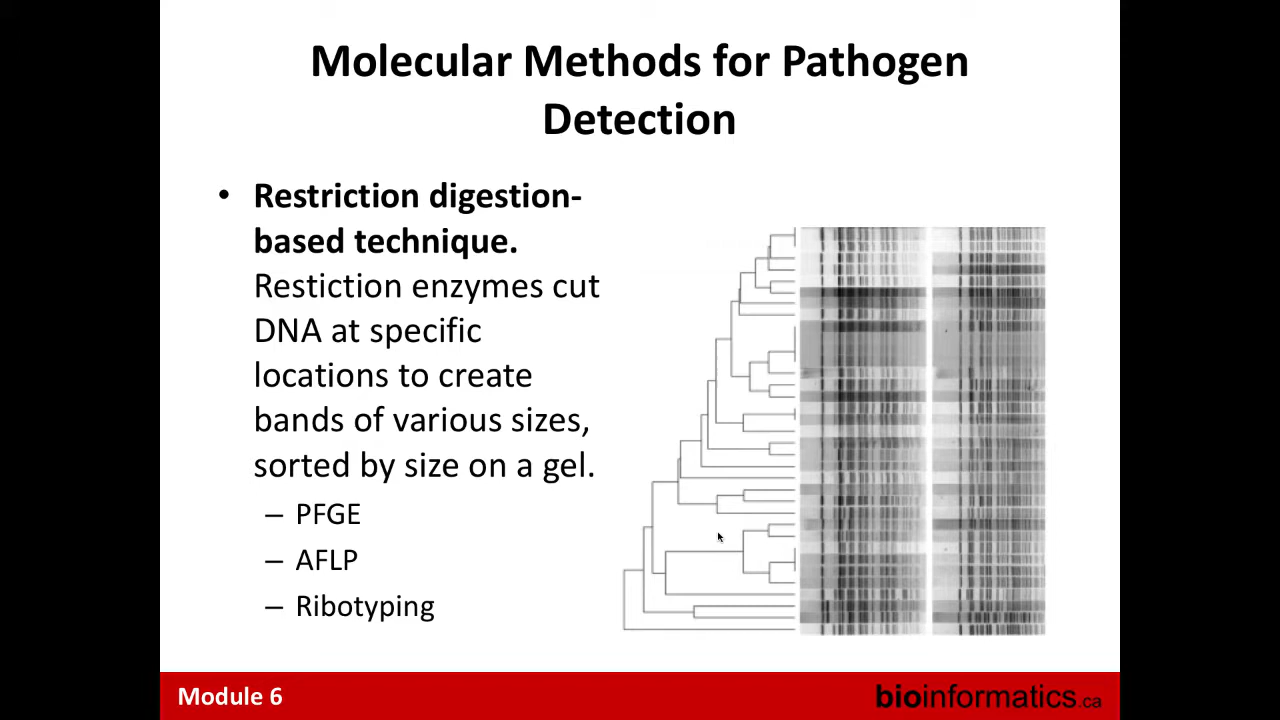 Molecular Methods for Pathogen
Detection
• Restriction digestion-
based technique.
Restiction enzymes cut
DNA at specific
locations to create
bands of various sizes,
sorted by size on a gel.
– PFGE
– AFLP
– Ribotyping
Module 6
bioinformatics.ca